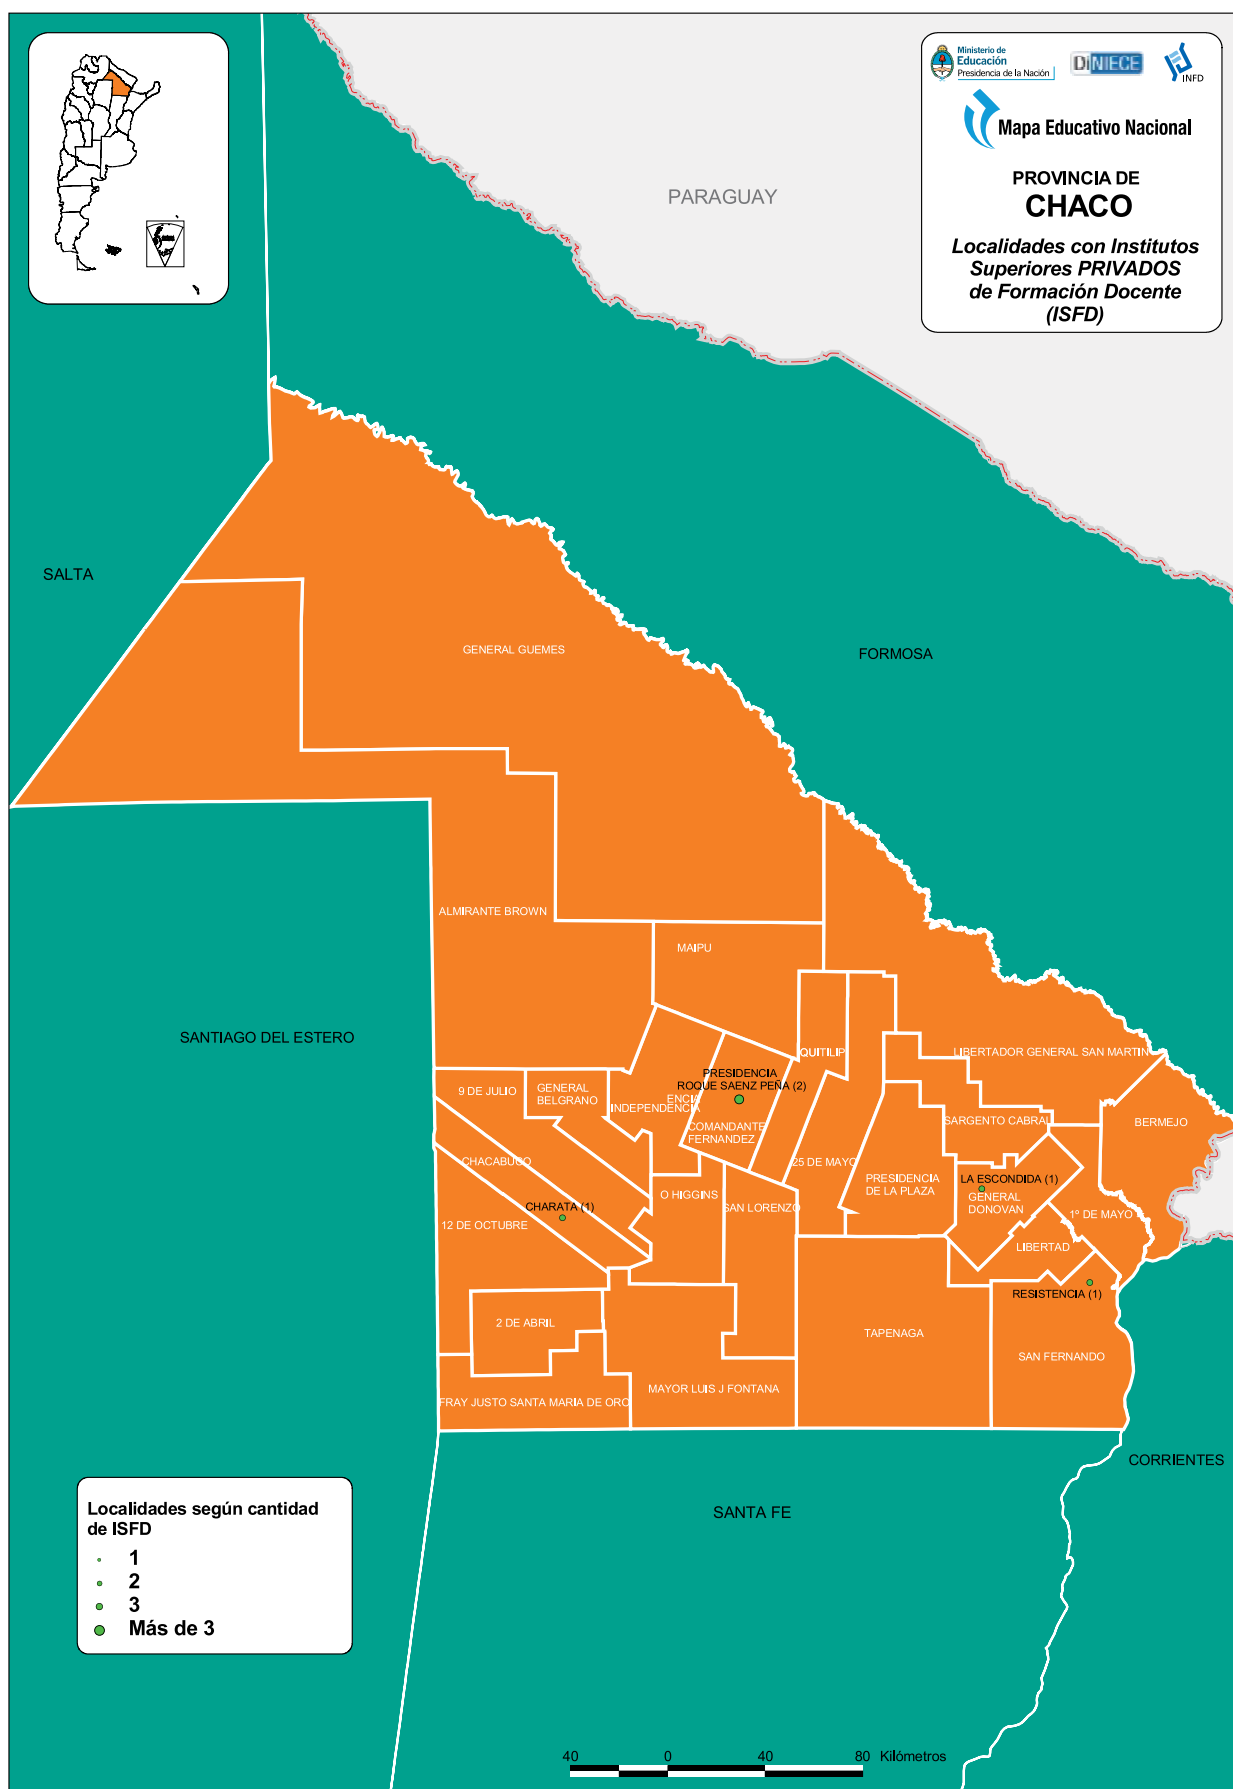 Ministerio de
Educación
Presidencia de la Nación
DiNIECE
INFD
Mapa Educativo Nacional
PROVINCIA DE
CHACO
Localidades con Institutos
Superiores PRIVADOS
de Formación Docente
(ISFD)
PARAGUAY
SALTA
FORMOSA
GENERAL GUEMES
ALMIRANTE BROWN
MAIPU
SANTIAGO DEL ESTERO
QUITILIP
LIBERTADOR GENERAL SAN MARTIN
PRESIDENCIA
ROQUE SAENZ PEÑA (2)
9 DE JULIO
GENERAL
BELGRANO
ENCIA
INDEPENDENCIA
COMANDANTE
FERNANDEZ
SARGENTO CABRAL
BERMEJO
CHACABUCO
25 DE MAYO
PRESIDENCIA
DE LA PLAZA
LA ESCONDIDA (1)
GENERAL
DONOVAN
O HIGGINS
SAN LORENZO
CHARATA (1)
12 DE OCTUBRE
1º DE MAYO
LIBERTAD
RESISTENCIA (1)
2 DE ABRIL
TAPENAGA
SAN FERNANDO
MAYOR LUIS J FONTANA
FRAY JUSTO SANTA MARIA DE ORO
CORRIENTES
SANTA FE
Localidades según cantidad
de ISFD
1
2
3
Más de 3
40 0 40 80 Kilómetros